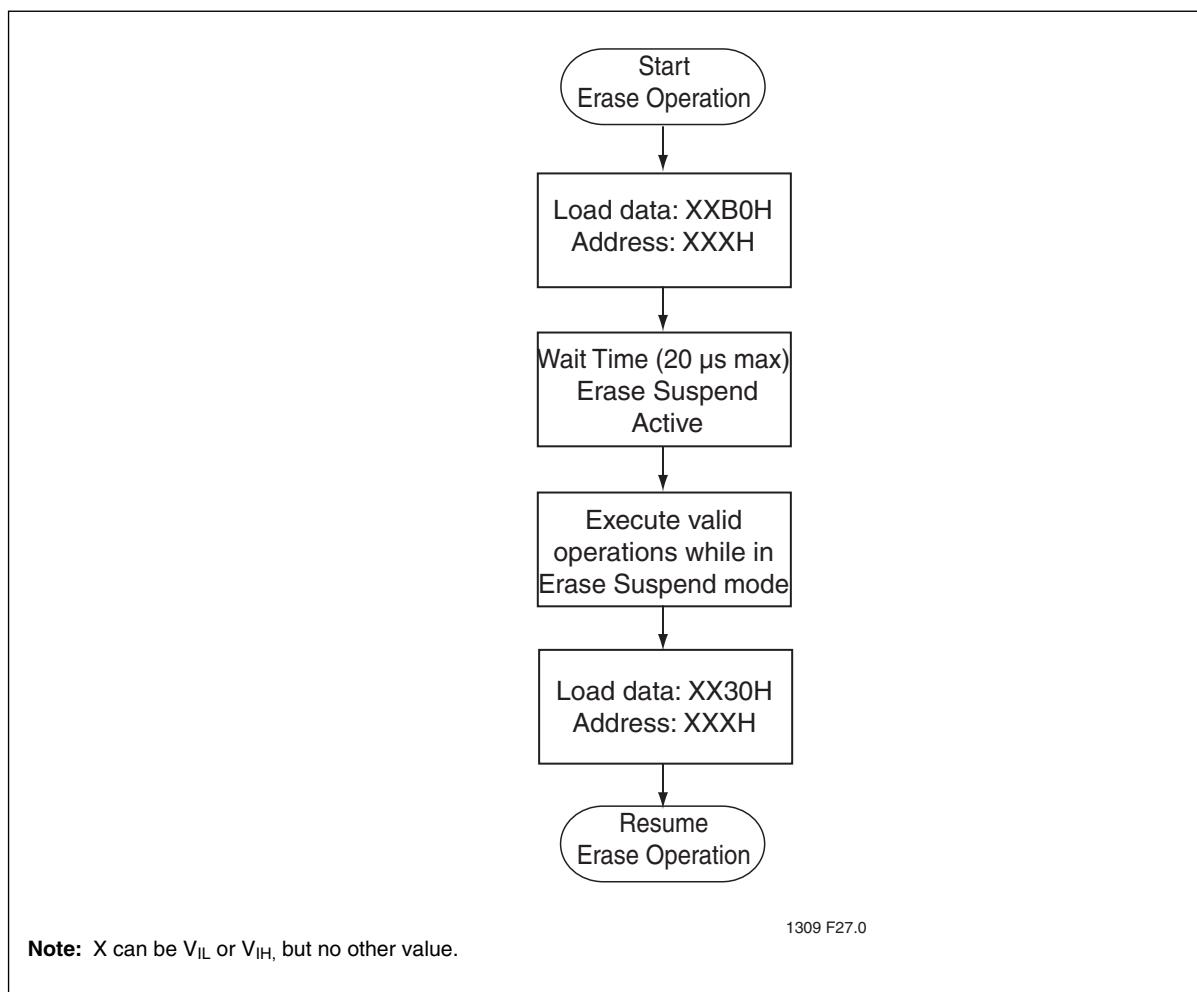 Start
Erase Operation
Load data: XXB0H
Address: XXXH
Wait Time (20 µs max)
Erase Suspend
Active
Execute valid
operations while in
Erase Suspend mode
Load data: XX30H
Address: XXXH
Resume
Erase Operation
1309 F27.0
Note: X can be VIL or VIH, but no other value.